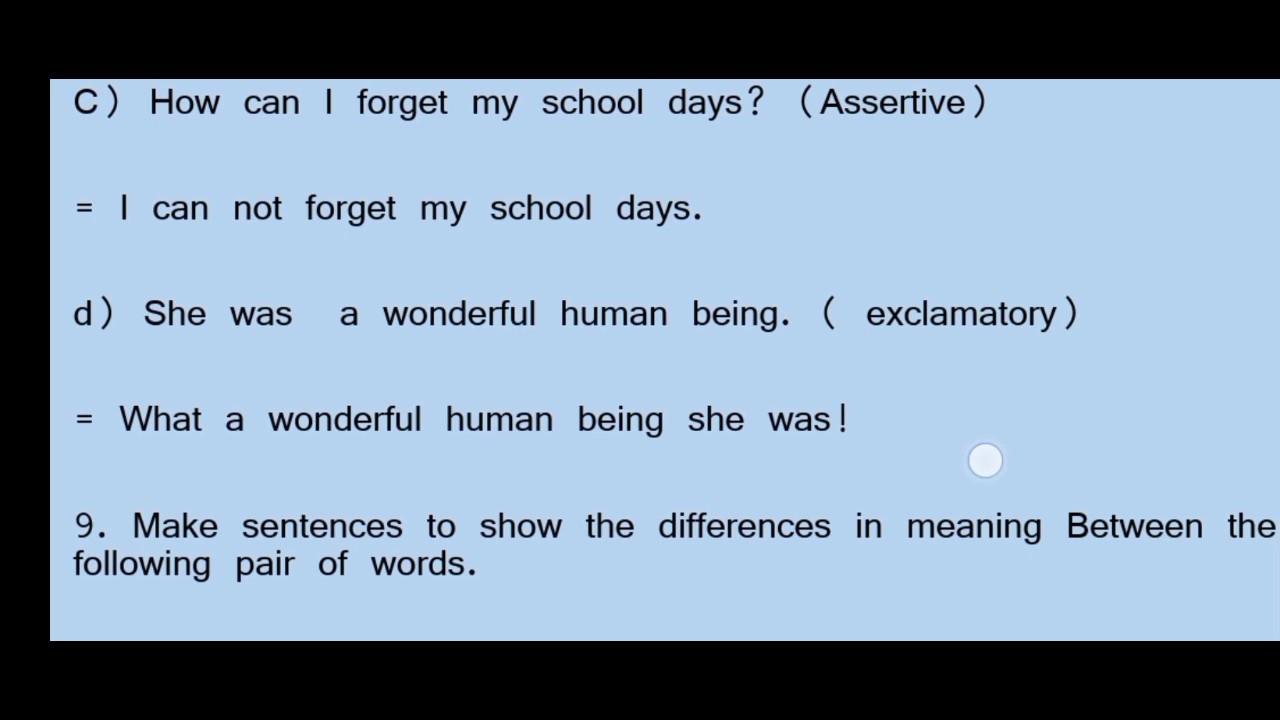 C) How can I forget my school days? (Assertive)
= I can not forget my school days.
d) She was a wonderful human being. ( exclamatory)
= What a wonderful human being she was!
9. Make sentences to show the differences in meaning Between the
following pair of words.